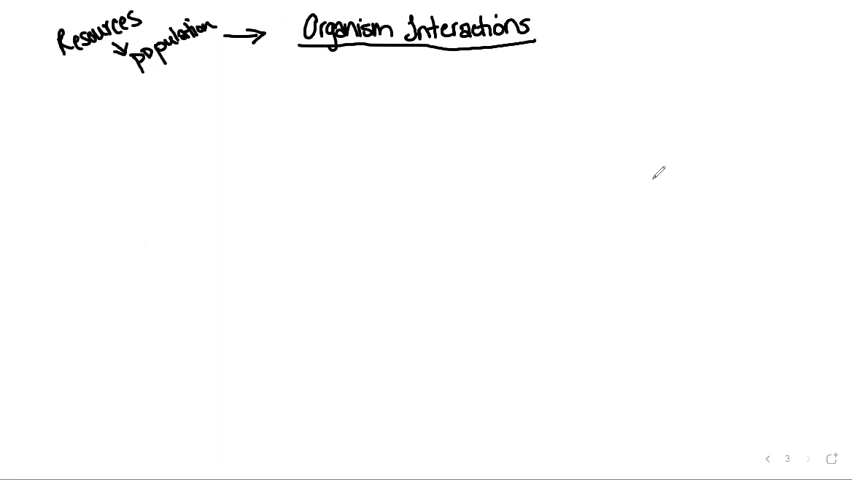 Resources
↓ population → Organism Interactions
3